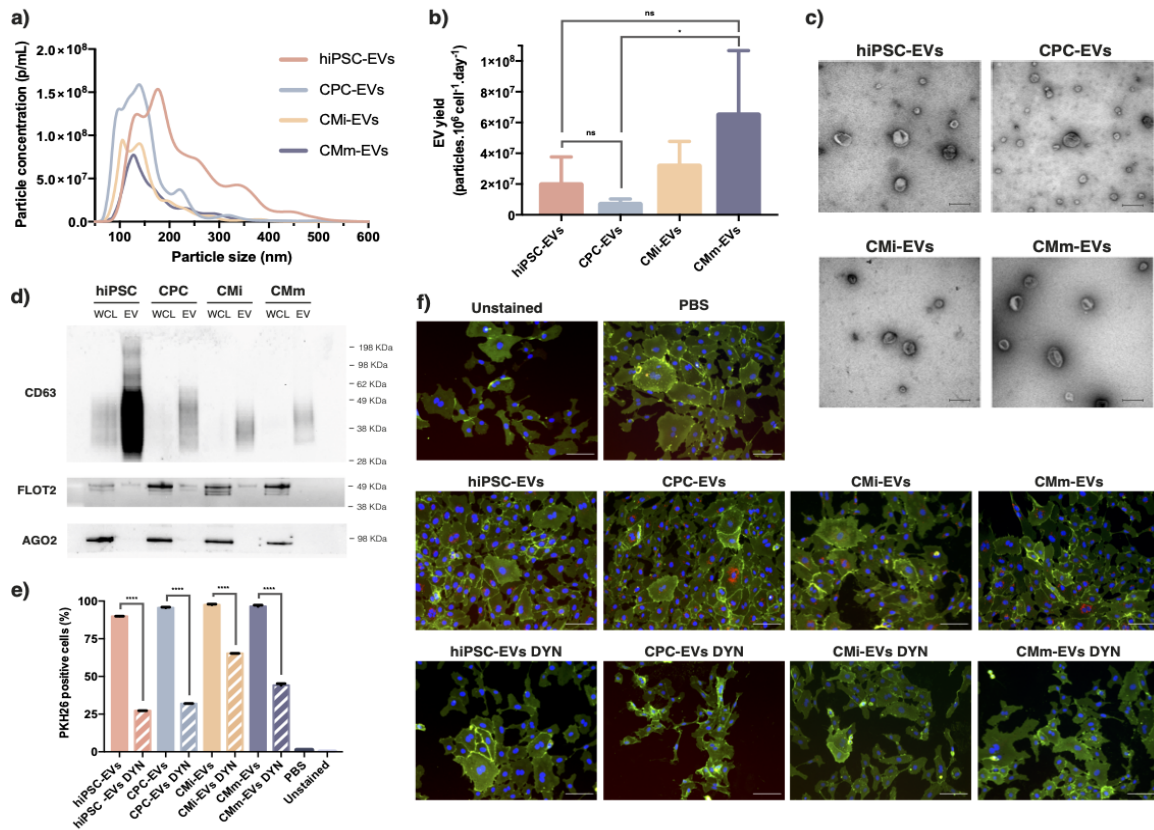 a)
Particle concentration (p/mL)
2.0×10⁸
1.5×10⁸
1.0×10⁸
5.0×10⁷
0.0
100 200 300 400 500 600
Particle size (nm)
hiPSC-EVs
CPC-EVs
CMi-EVs
CMm-EVs
b)
EV yield
(particles.10⁶ cell⁻¹.day⁻¹)
1×10⁸
8×10⁷
6×10⁷
4×10⁷
2×10⁷
0
ns
*
ns
hiPSC-EVs
CPC-EVs
CMi-EVs
CMm-EVs
c)
hiPSC-EVs CPC-EVs
CMi-EVs CMm-EVs
d)
hiPSC CPC CMi CMm
WCL EV WCL EV WCL EV WCL EV
CD63
– 198 KDa
– 98 KDa
– 62 KDa
– 49 KDa
– 38 KDa
– 28 KDa
FLOT2
– 49 KDa
– 38 KDa
AGO2
– 98 KDa
e)
PKH26 positive cells (%)
100
75
50
25
0
**** **** **** ****
hiPSC-EVs
hiPSC-EVs DYN
CPC-EVs
CPC-EVs DYN
CMi-EVs
CMi-EVs DYN
CMm-EVs
CMm-EVs DYN
PBS
Unstained
f)
Unstained PBS
hiPSC-EVs CPC-EVs CMi-EVs CMm-EVs
hiPSC-EVs DYN CPC-EVs DYN CMi-EVs DYN CMm-EVs DYN